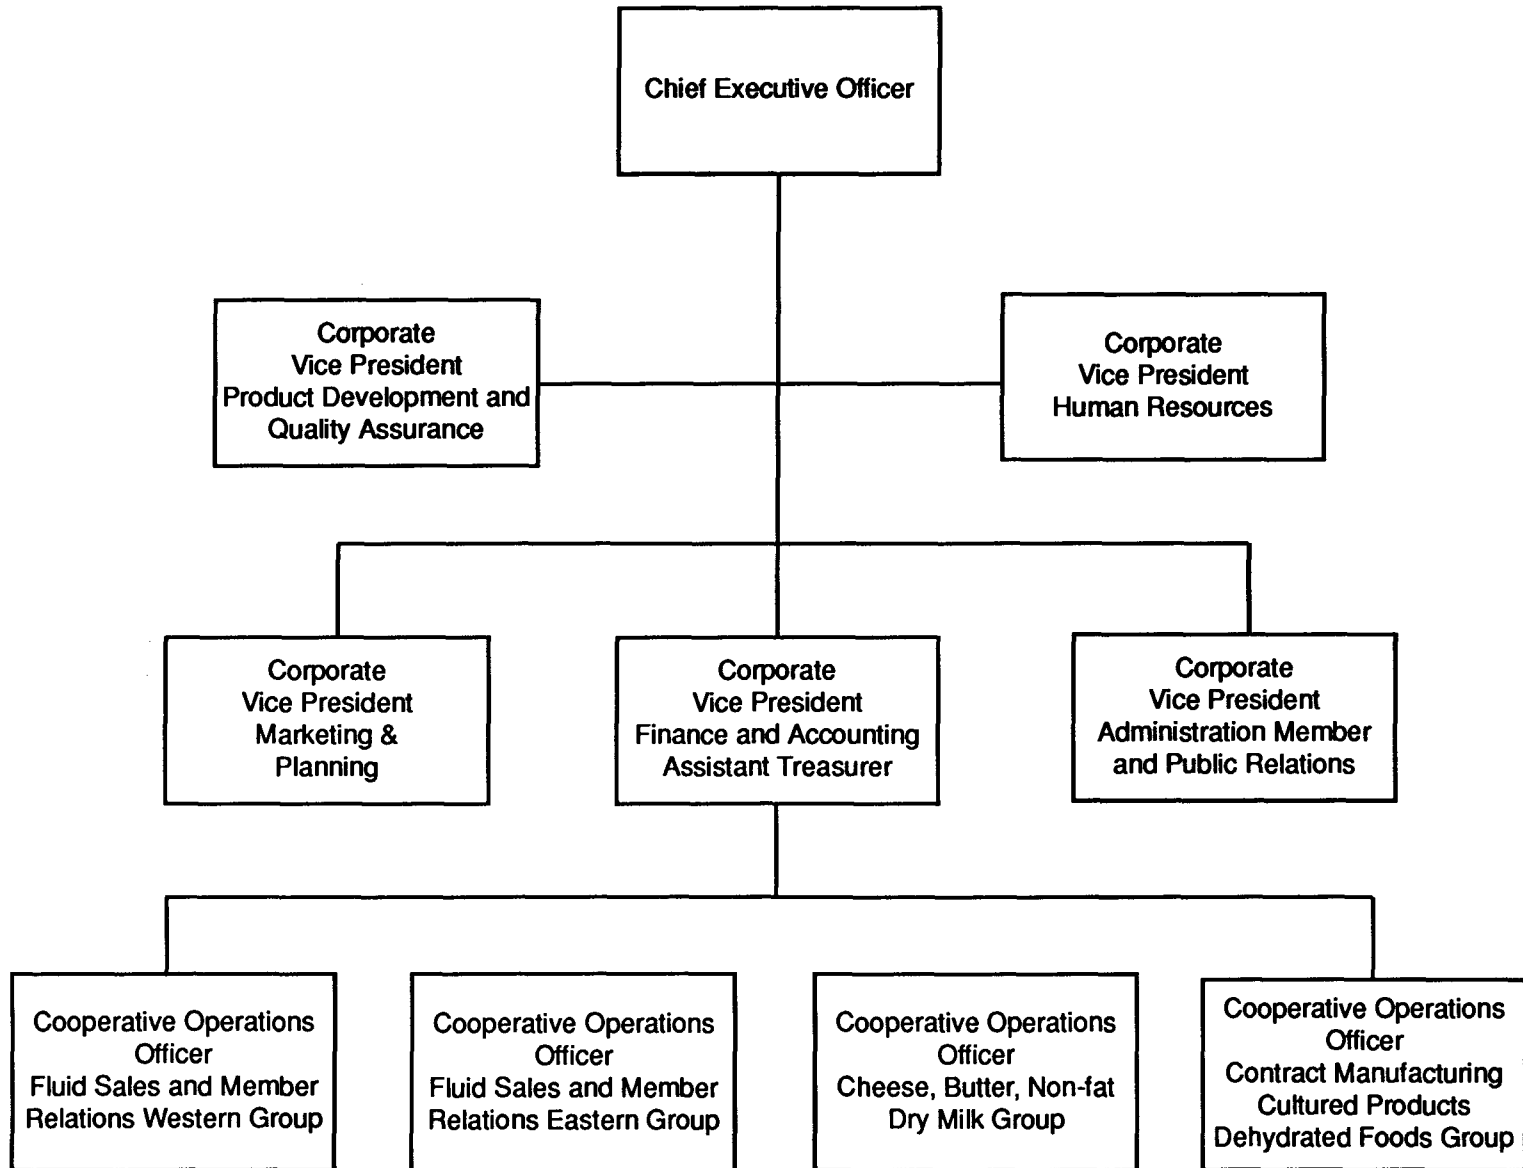 Chief Executive Officer
Corporate
Vice President
Product Development and
Quality Assurance
Corporate
Vice President
Human Resources
Corporate
Vice President
Marketing &
Planning
Corporate
Vice President
Finance and Accounting
Assistant Treasurer
Corporate
Vice President
Administration Member
and Public Relations
Cooperative Operations
Officer
Fluid Sales and Member
Relations Western Group
Cooperative Operations
Officer
Fluid Sales and Member
Relations Eastern Group
Cooperative Operations
Officer
Cheese, Butter, Non-fat
Dry Milk Group
Cooperative Operations
Officer
Contract Manufacturing
Cultured Products
Dehydrated Foods Group